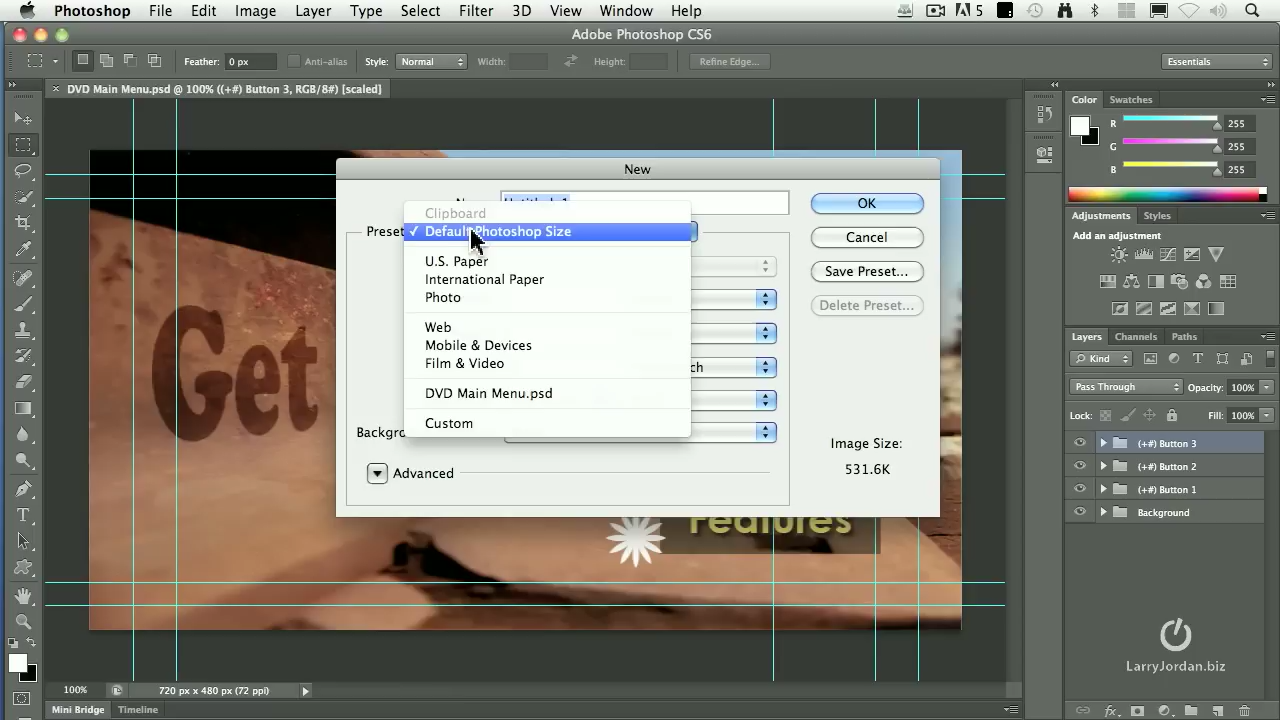 Photoshop File Edit Image Layer Type Select Filter 3D View Window Help
5
Adobe Photoshop CS6
Feather: 0 px Anti-alias Style: Normal Width: Height: Refine Edge... Essentials
DVD Main Menu.psd @ 100% ((+#) Button 3, RGB/8#) [scaled]
Color Swatches
R 255
G 255
B 255
New
OK
Clipboard
Preset
Default Photoshop Size
Cancel
U.S. Paper
International Paper
Save Preset...
Photo
Delete Preset...
Web
Mobile & Devices
Film & Video
ch
DVD Main Menu.psd
Custom
Backgro
Advanced
Image Size:
531.6K
Adjustments Styles
Add an adjustment
Layers Channels Paths
Kind
Pass Through Opacity: 100%
Lock: Fill: 100%
(+#) Button 3
(+#) Button 2
(+#) Button 1
Background
Get
Features
LarryJordan.biz
100% 720 px x 480 px (72 ppi)
Mini Bridge Timeline
fx